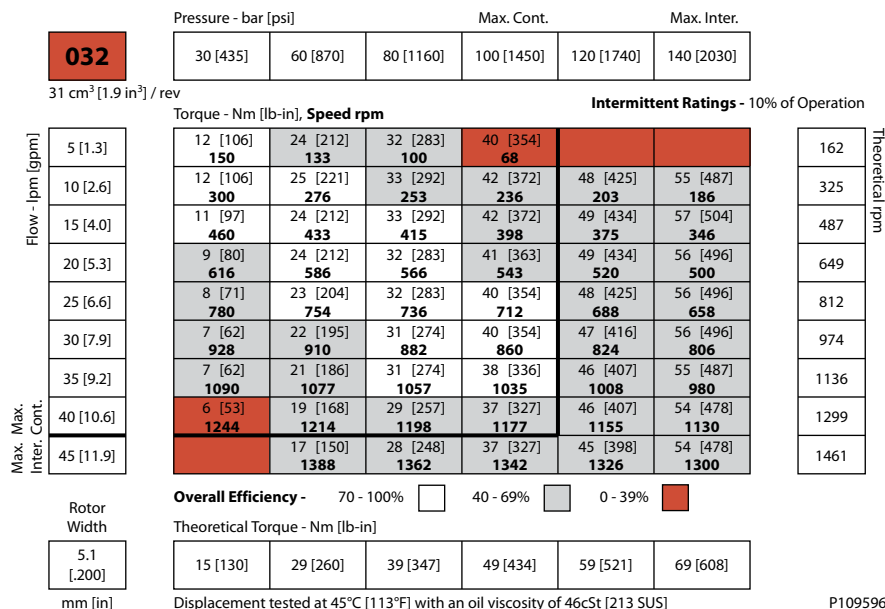 Pressure - bar [psi] Max. Cont. Max. Inter.
032 30 [435] 60 [870] 80 [1160] 100 [1450] 120 [1740] 140 [2030]
31 cm³ [1.9 in³] / rev
Intermittent Ratings - 10% of Operation
Torque - Nm [lb-in], Speed rpm
Flow - lpm [gpm]
Theoretical rpm
5 [1.3] 12 [106] 24 [212] 32 [283] 40 [354] 162
150 133 100 68
10 [2.6] 12 [106] 25 [221] 33 [292] 42 [372] 48 [425] 55 [487] 325
300 276 253 236 203 186
15 [4.0] 11 [97] 24 [212] 33 [292] 42 [372] 49 [434] 57 [504] 487
460 433 415 398 375 346
20 [5.3] 9 [80] 24 [212] 32 [283] 41 [363] 49 [434] 56 [496] 649
616 586 566 543 520 500
25 [6.6] 8 [71] 23 [204] 32 [283] 40 [354] 48 [425] 56 [496] 812
780 754 736 712 688 658
30 [7.9] 7 [62] 22 [195] 31 [274] 40 [354] 47 [416] 56 [496] 974
928 910 882 860 824 806
35 [9.2] 7 [62] 21 [186] 31 [274] 38 [336] 46 [407] 55 [487] 1136
1090 1077 1057 1035 1008 980
Max. Cont.
40 [10.6] 6 [53] 19 [168] 29 [257] 37 [327] 46 [407] 54 [478] 1299
1244 1214 1198 1177 1155 1130
Max. Inter.
45 [11.9] 17 [150] 28 [248] 37 [327] 45 [398] 54 [478] 1461
1388 1362 1342 1326 1300
Overall Efficiency - 70 - 100% 40 - 69% 0 - 39%
Rotor
Width
Theoretical Torque - Nm [lb-in]
5.1
[.200]
15 [130] 29 [260] 39 [347] 49 [434] 59 [521] 69 [608]
mm [in] Displacement tested at 45°C [113°F] with an oil viscosity of 46cSt [213 SUS] P109596